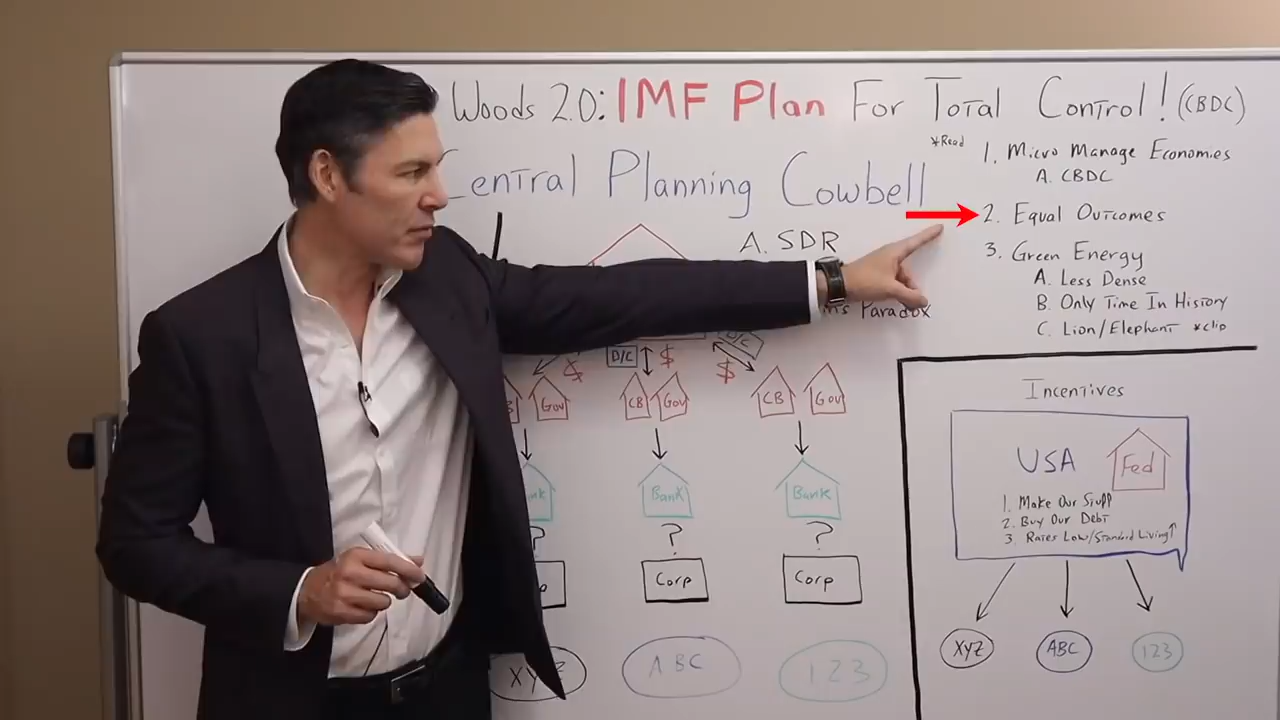 Woods 2.0: IMF Plan For Total Control! (CBDC)
*Read
1. Micro Manage Economies
A. CBDC
Central Planning Cowbell
2. Equal Outcomes
A. SDR
3. Green Energy
A. Less Dense
B. Only Time In History
C. Lion/Elephant *clip
Paradox
D/C $
$
$
D/C
Gov
CB Gov
CB Gov
Incentives
USA Fed
1. Make Our Stuff
2. Buy Our Debt
3. Rates Low/Standard Living↑
Bank
Bank
?
?
?
Corp
Corp
XYZ
ABC
123
XYZ
ABC
123